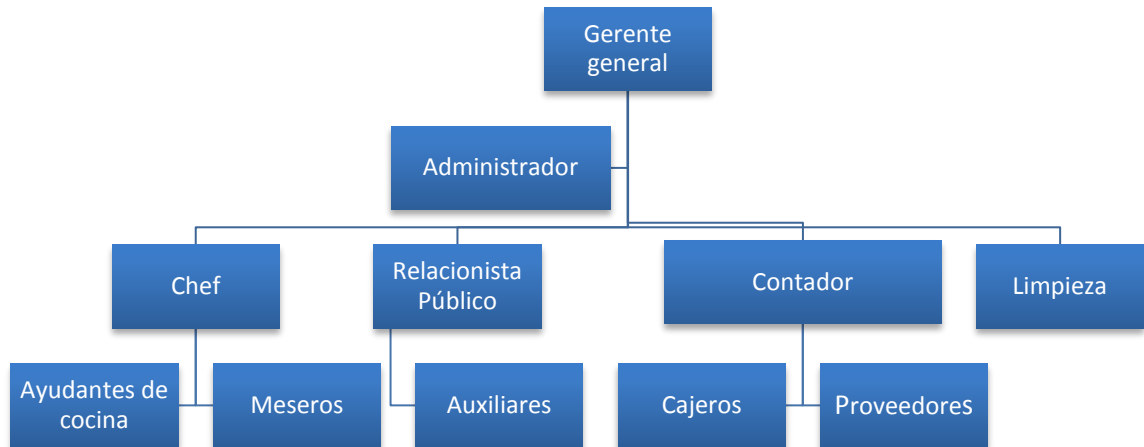 Gerente
general
Administrador
Chef
Relacionista
Público
Contador
Limpieza
Ayudantes de
cocina
Meseros
Auxiliares
Cajeros
Proveedores